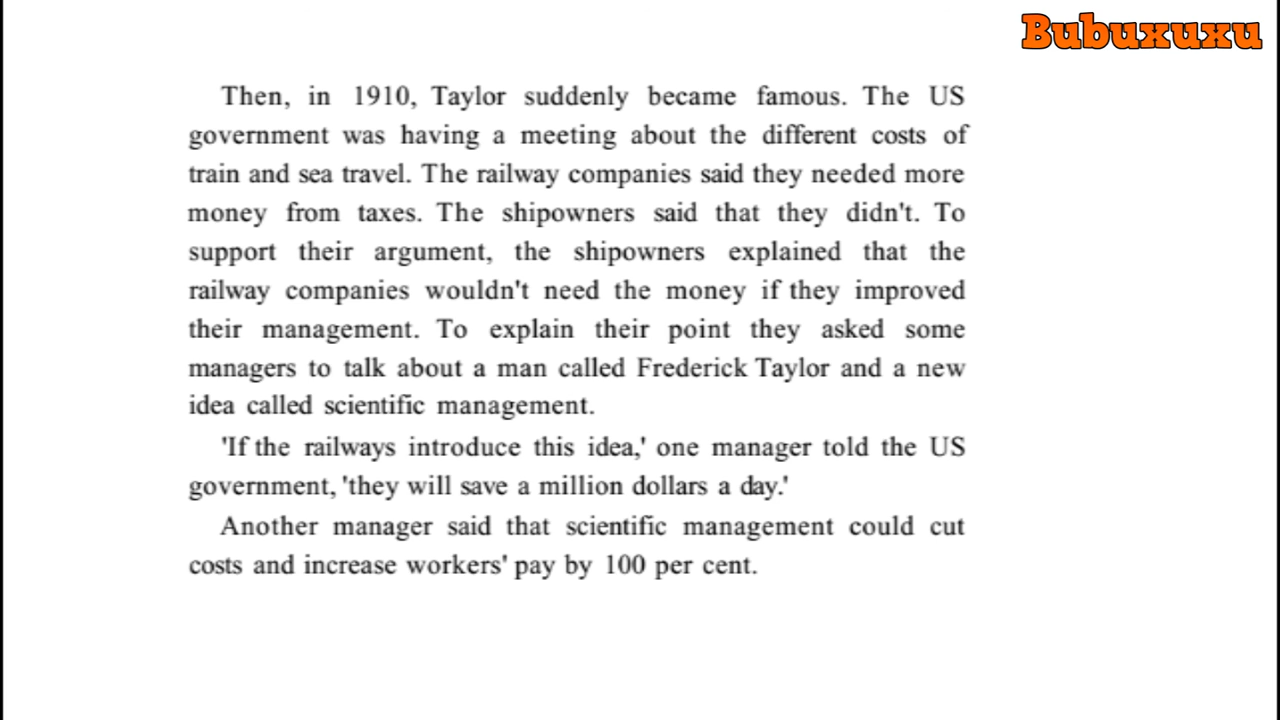 Bubuxuxu
Then, in 1910, Taylor suddenly became famous. The US
government was having a meeting about the different costs of
train and sea travel. The railway companies said they needed more
money from taxes. The shipowners said that they didn't. To
support their argument, the shipowners explained that the
railway companies wouldn't need the money if they improved
their management. To explain their point they asked some
managers to talk about a man called Frederick Taylor and a new
idea called scientific management.
'If the railways introduce this idea,' one manager told the US
government, 'they will save a million dollars a day.'
Another manager said that scientific management could cut
costs and increase workers' pay by 100 per cent.